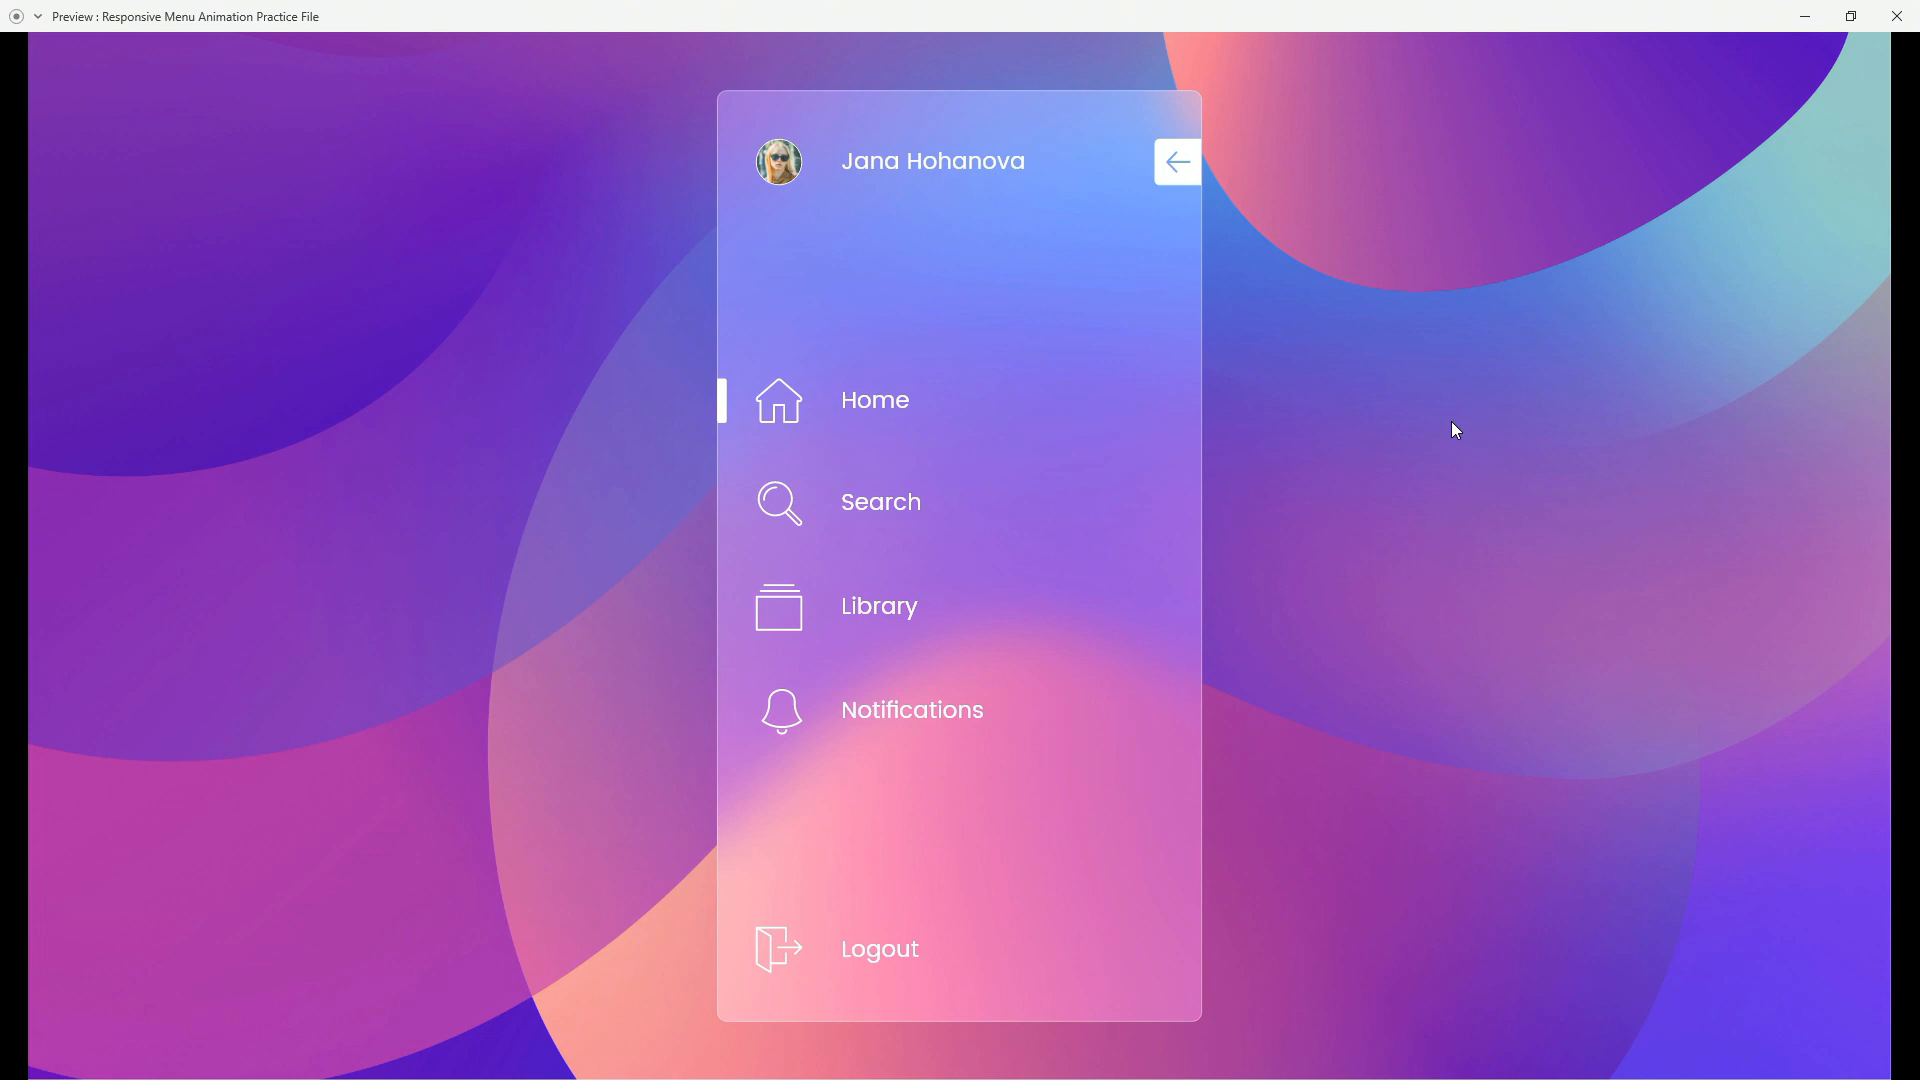 Preview : Responsive Menu Animation Practice File
Jana Hohanova
Home
Search
Library
Notifications
Logout